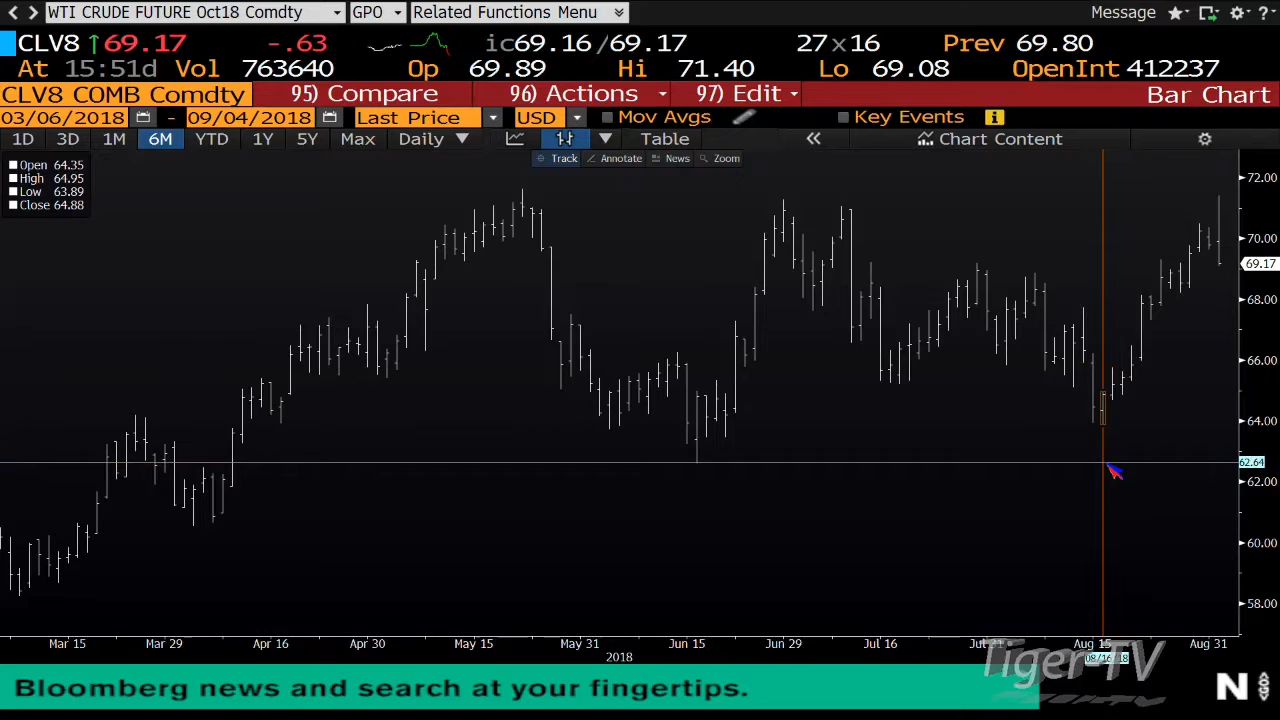 WTI CRUDE FUTURE Oct18 Comdty GPO Related Functions Menu Message
CLV8 69.17 -.63 ic69.16/69.17 27x16 Prev 69.80
At 15:51d Vol 763640 Op 69.89 Hi 71.40 Lo 69.08 OpenInt 412237
CLV8 COMB Comdty 95) Compare 96) Actions 97) Edit Bar Chart
03/06/2018 - 09/04/2018 Last Price USD Mov Avgs Key Events
1D 3D 1M 6M YTD 1Y 5Y Max Daily Table Chart Content
Track Annotate News Zoom
Open 64.35
High 64.95
Low 63.89
Close 64.88
72.00
70.00
69.17
68.00
66.00
64.00
62.64
62.00
60.00
58.00
Mar 15 Mar 29 Apr 16 Apr 30 May 15 May 31 Jun 15 Jun 29 Jul 16 Jul 31 Aug 15 Aug 31
2018
08/16/18
Tiger-TV
Bloomberg news and search at your fingertips.